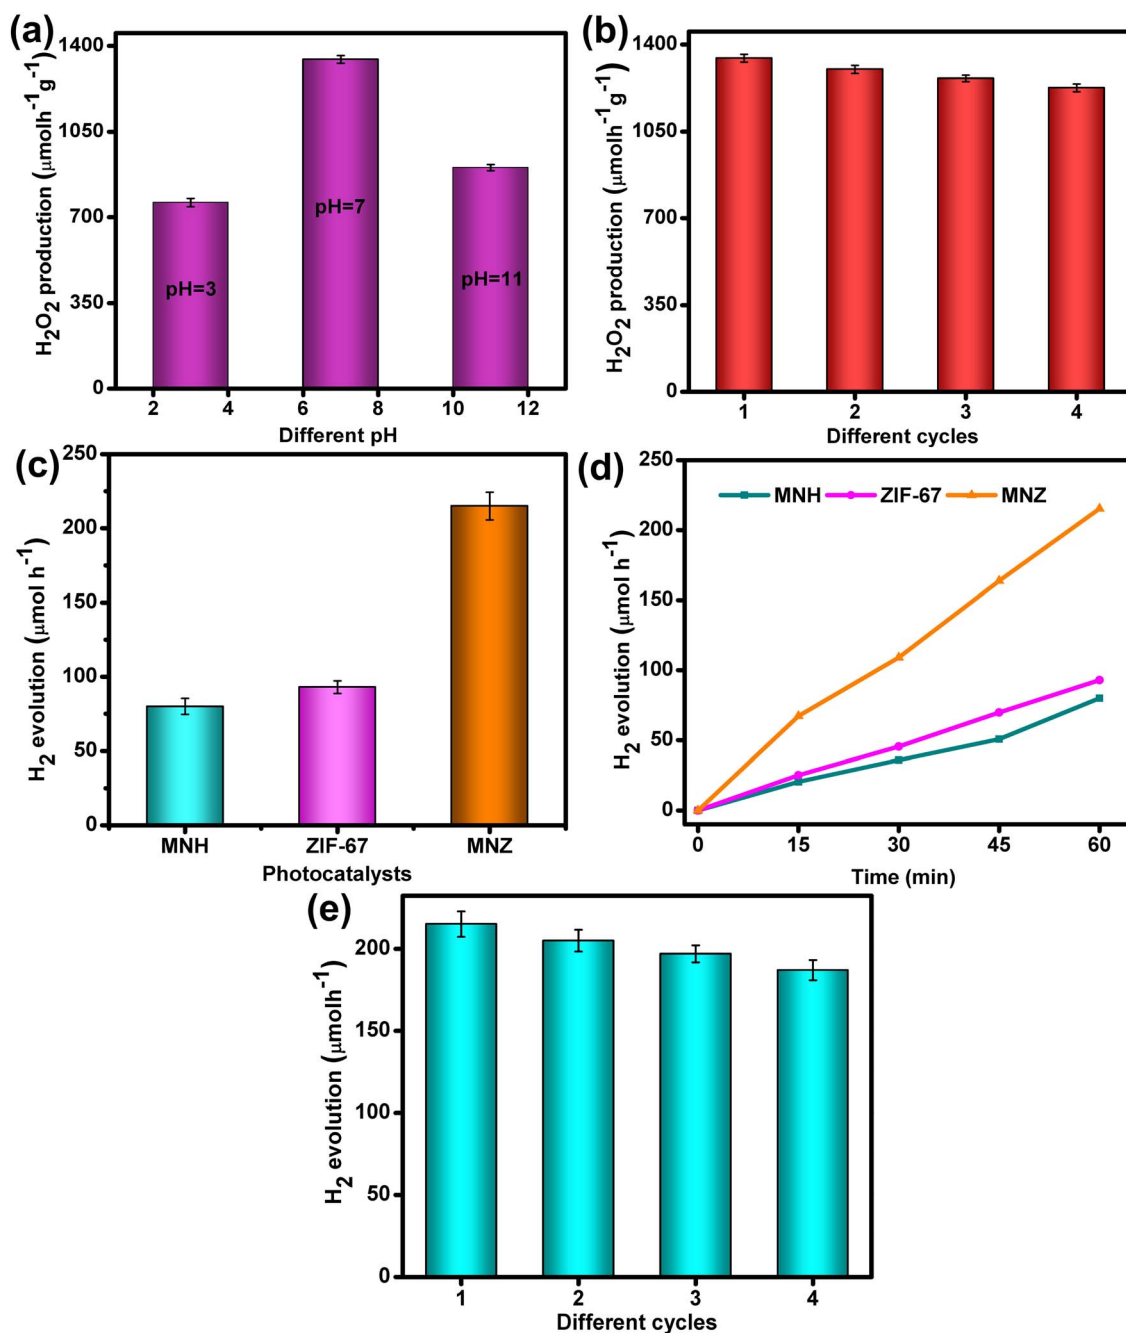 (a)
H₂O₂ production (μmolh⁻¹g⁻¹)
1400
1050
700
350
0
pH=3
pH=7
pH=11
2 4 6 8 10 12
Different pH
(b)
H₂O₂ production (μmolh⁻¹g⁻¹)
1400
1050
700
350
0
1 2 3 4
Different cycles
(c)
H₂ evolution (μmol h⁻¹)
250
200
150
100
50
0
MNH ZIF-67 MNZ
Photocatalysts
(d)
H₂ evolution (μmol h⁻¹)
250
200
150
100
50
0
MNH ZIF-67 MNZ
0 15 30 45 60
Time (min)
(e)
H₂ evolution (μmolh⁻¹)
200
150
100
50
0
1 2 3 4
Different cycles